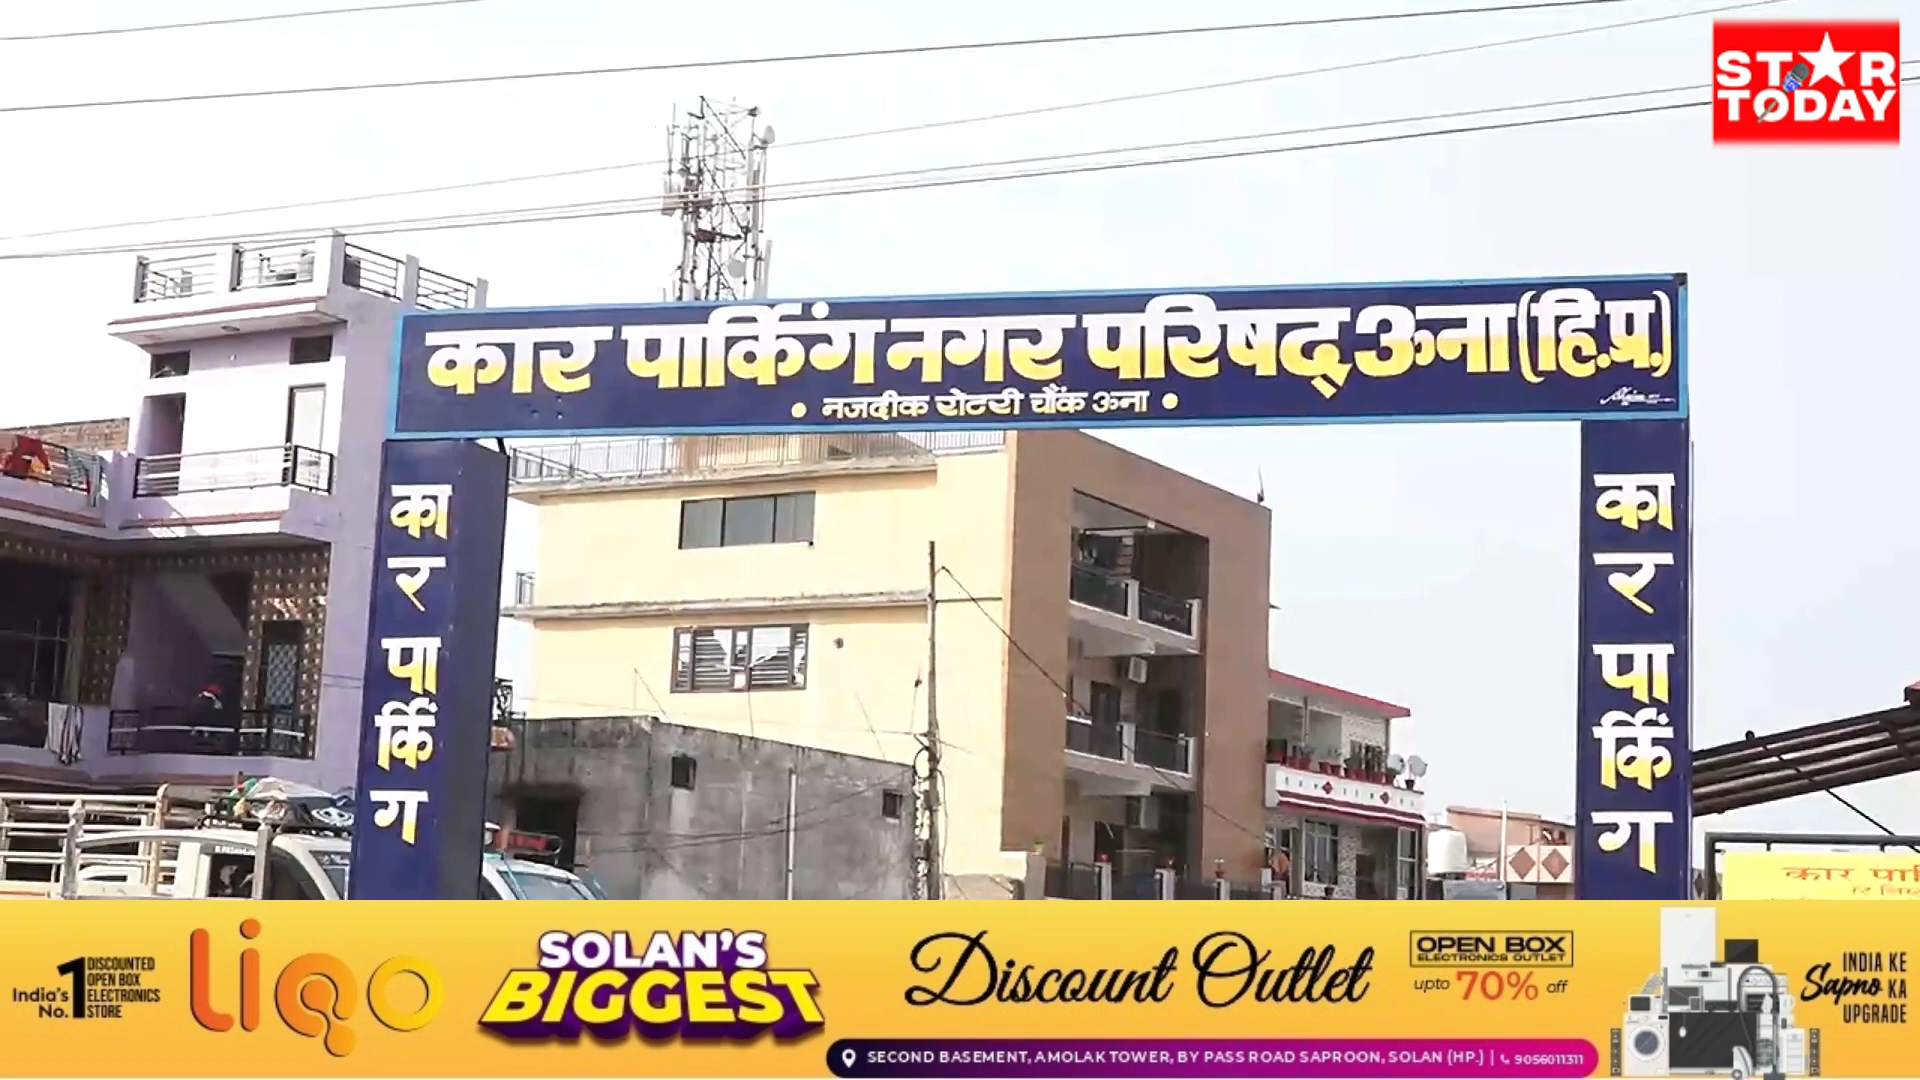 STAR
TODAY
कार पार्किंग नगर परिषद् ऊना (हि.प्र.)
• नजदीक रोटरी चौंक ऊना •
का
र
पा
र्किं
ग
का
र
पा
र्किं
ग
कार पार्
India's No. 1 DISCOUNTED OPEN BOX ELECTRONICS STORE
liqo
SOLAN'S
BIGGEST
Discount Outlet
OPEN BOX
ELECTRONICS OUTLET
upto 70% off
INDIA KE
Sapno KA
UPGRADE
SECOND BASEMENT, AMOLAK TOWER, BY PASS ROAD SAPROON, SOLAN (HP.) | 9056011311